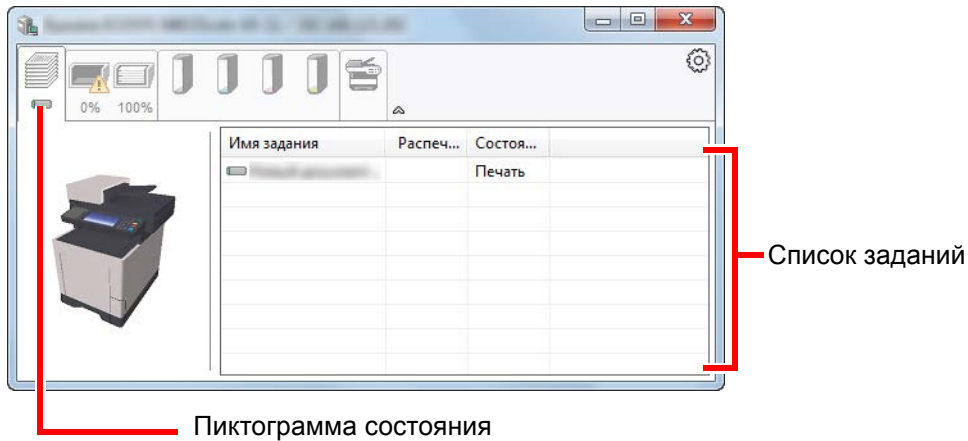 0% 100%
Имя задания Распеч... Состоя...
Печать
Список заданий
Пиктограмма состояния